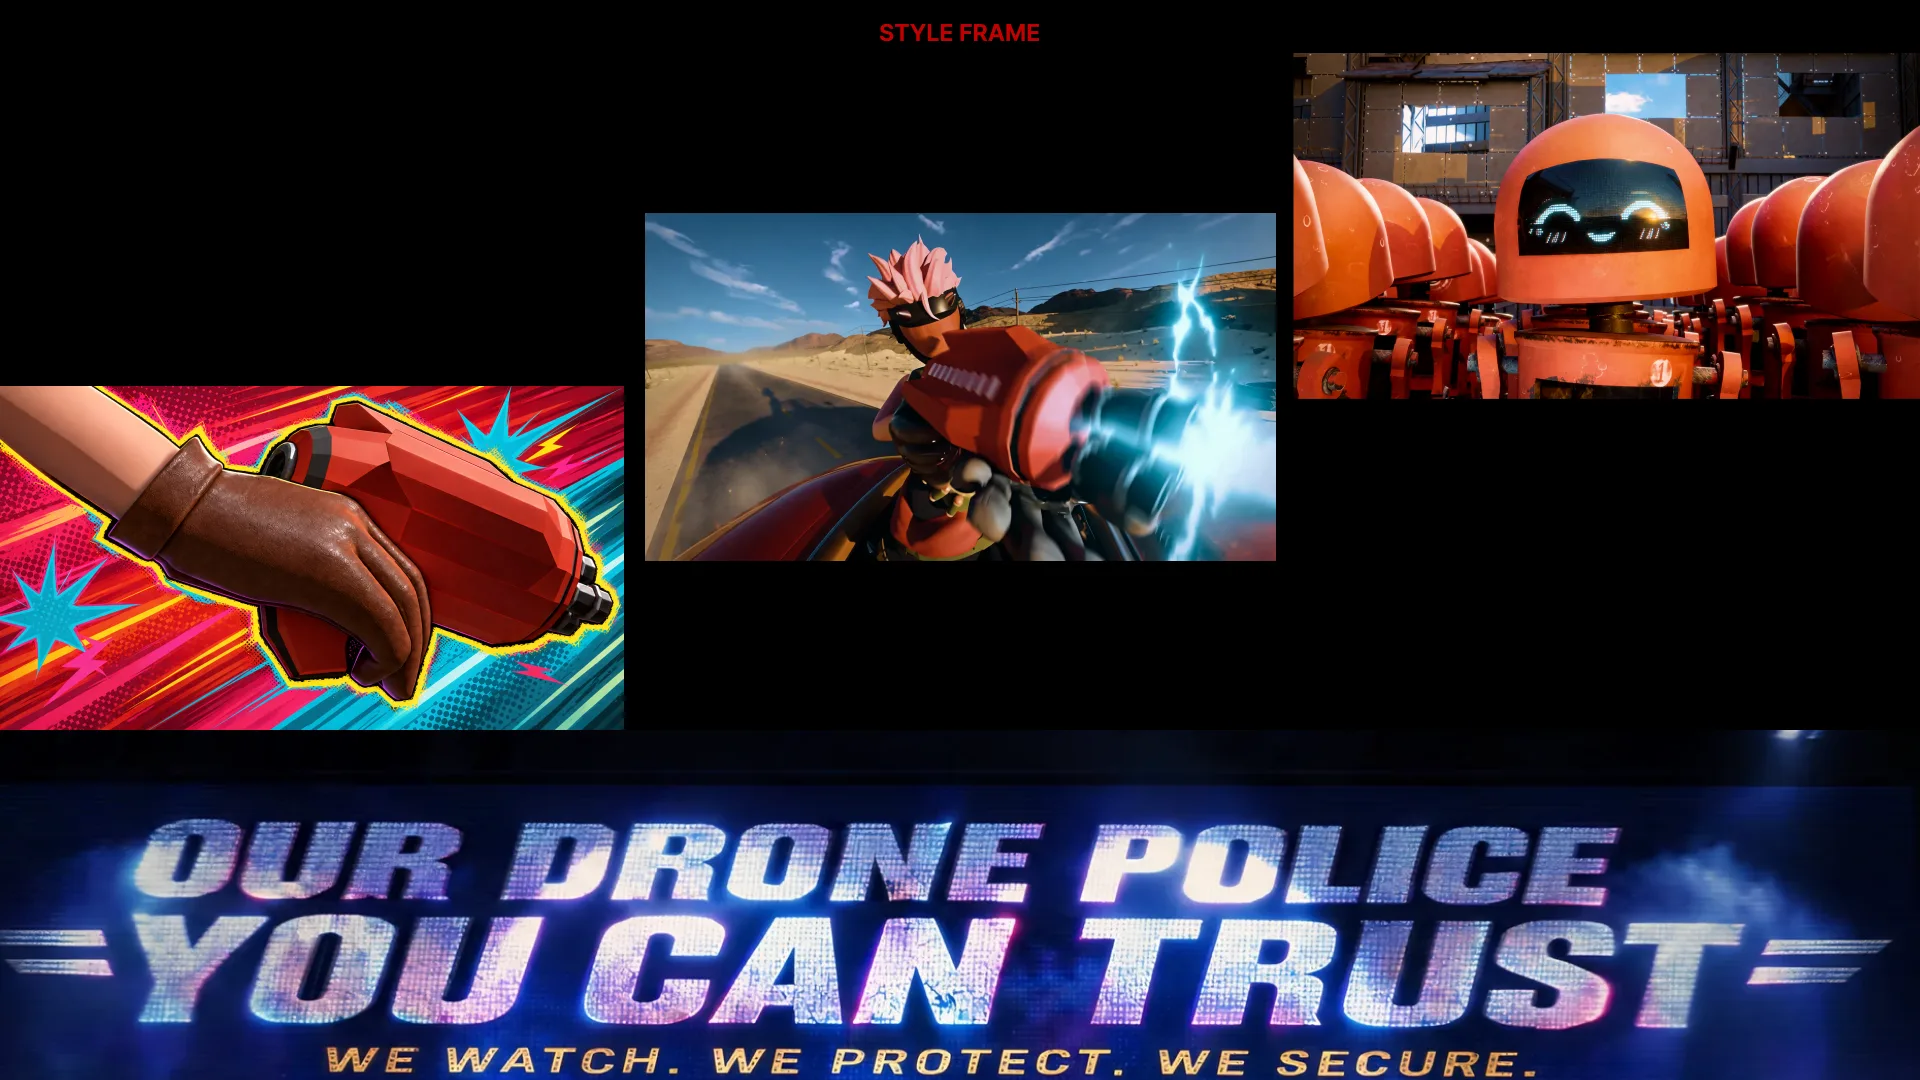 STYLE FRAME
OUR DRONE POLICE
YOU CAN TRUST
WE WATCH. WE PROTECT. WE SECURE.